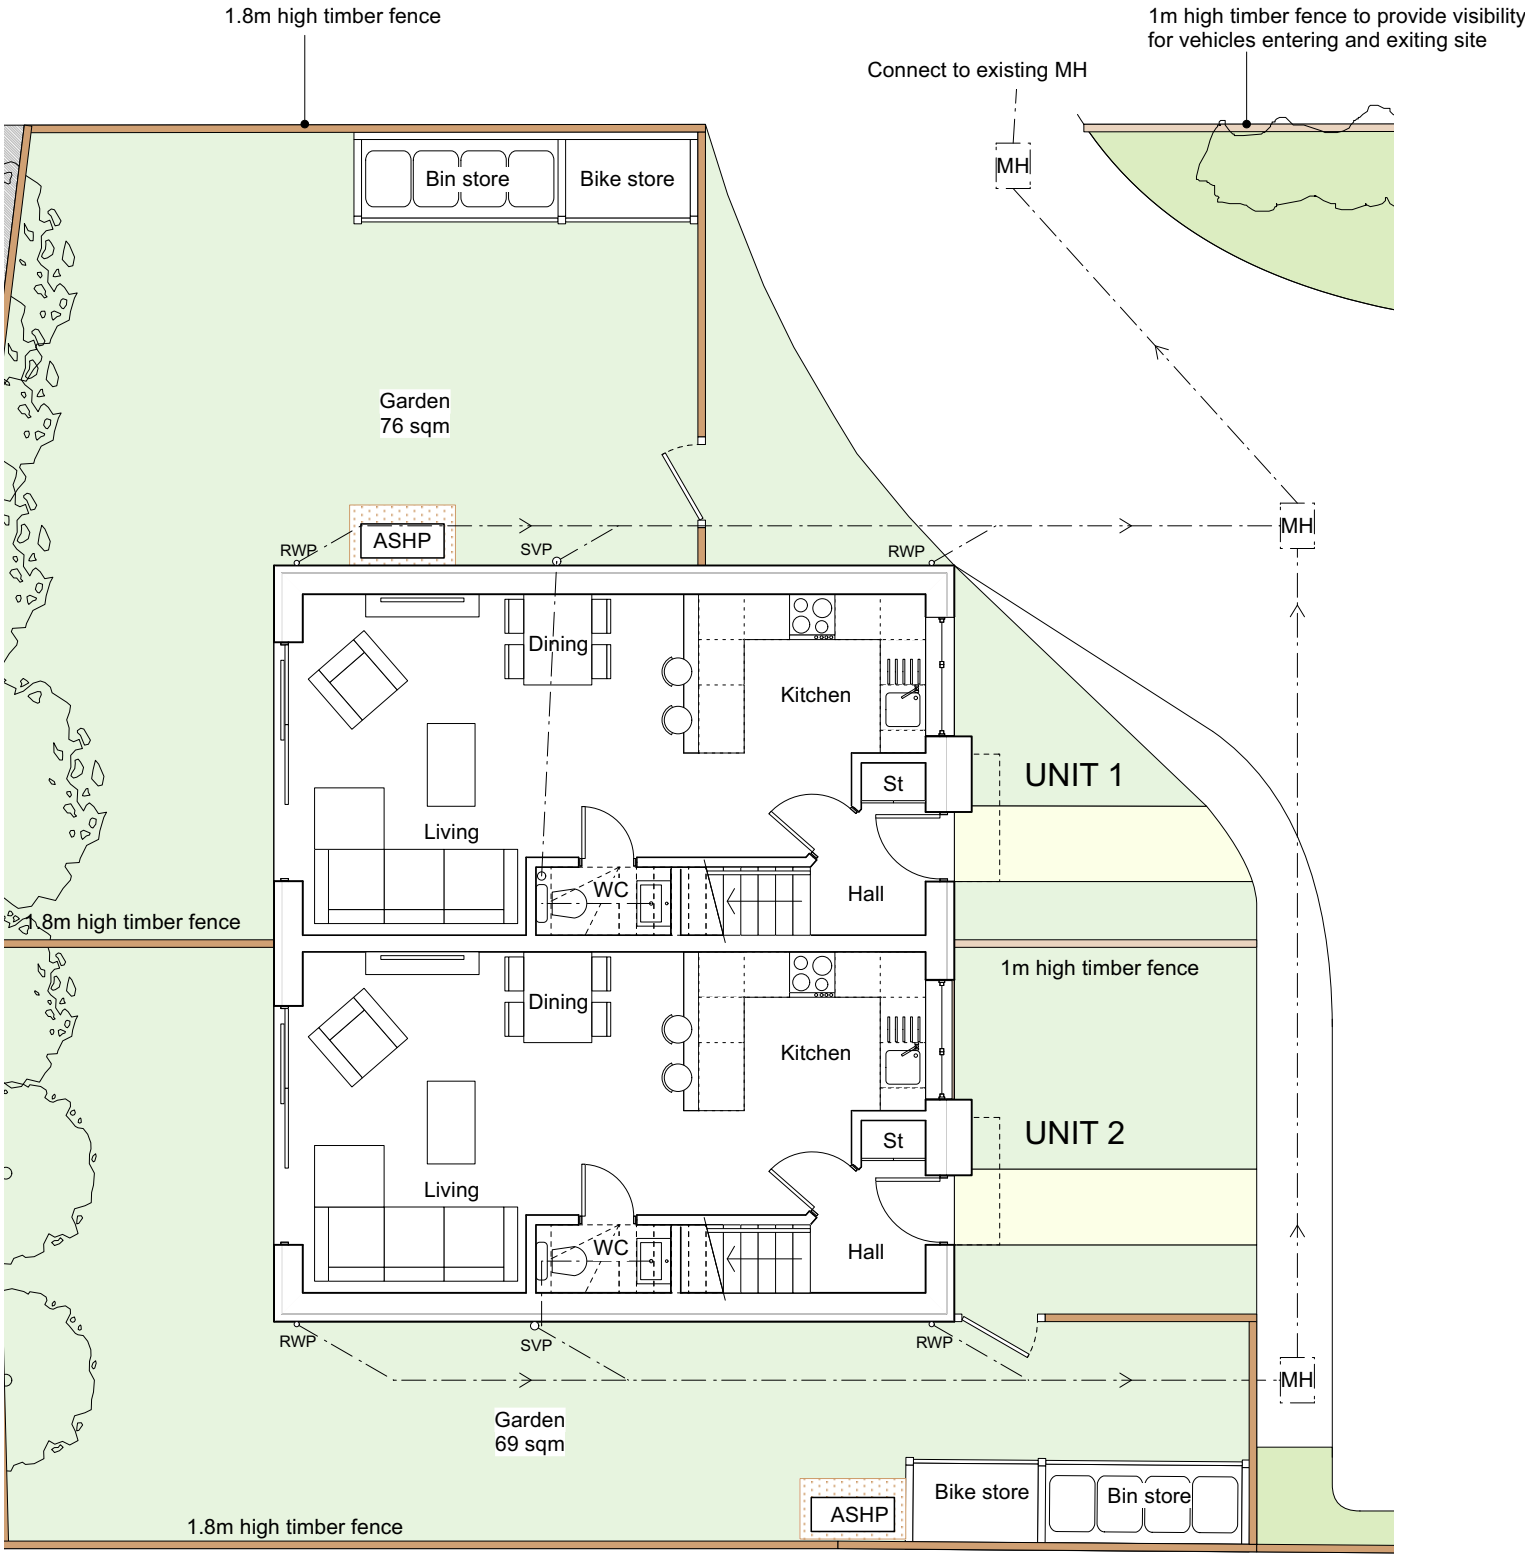 1.8m high timber fence
1m high timber fence to provide visibility
for vehicles entering and exiting site
Connect to existing MH
MH
Bin store
Bike store
Garden
76 sqm
MH
ASHP
RWP
SVP
RWP
Dining
Kitchen
UNIT 1
St
Living
WC
Hall
1.8m high timber fence
1m high timber fence
Dining
Kitchen
UNIT 2
St
Living
WC
Hall
RWP
SVP
RWP
MH
Garden
69 sqm
Bike store
Bin store
ASHP
1.8m high timber fence